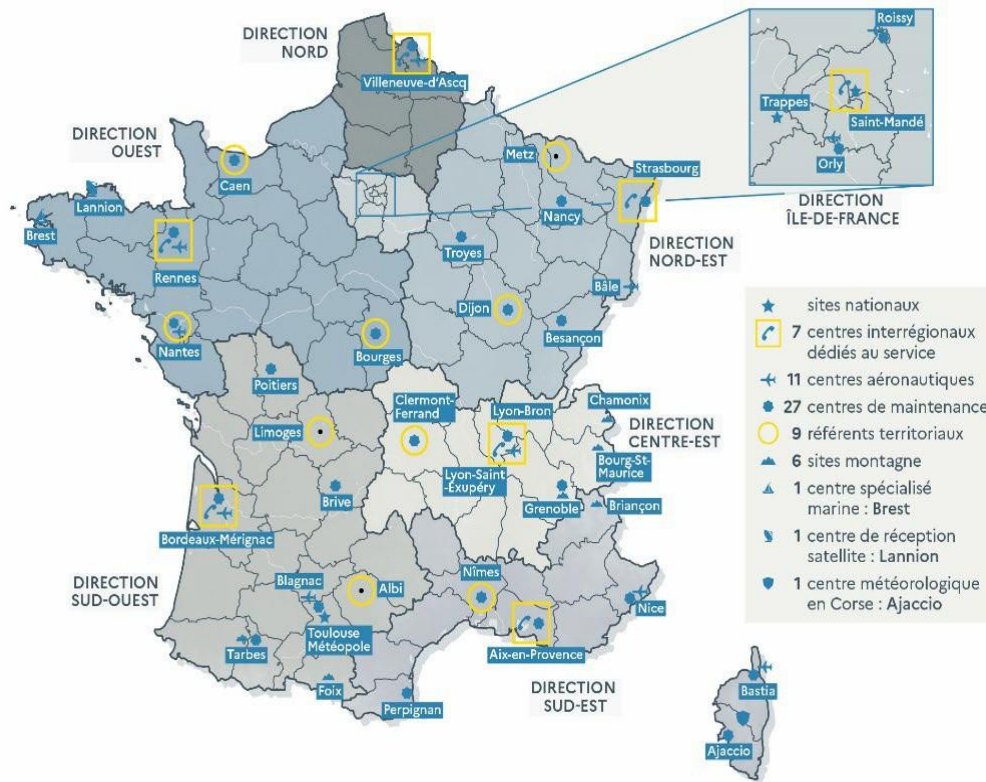 DIRECTION
NORD
Villeneuve-d'Ascq
Roissy
Trappes
Saint-Mandé
Orly
DIRECTION
ÎLE-DE-FRANCE
DIRECTION
OUEST
Caen
Lannion
Brest
Rennes
Nantes
Bourges
Metz
Strasbourg
Nancy
Troyes
DIRECTION
NORD-EST
Bâle
Dijon
Besançon
Poitiers
Limoges
Clermont-
Ferrand
Lyon-Bron
Chamonix
DIRECTION
CENTRE-EST
Lyon-Saint
-Éxupéry
Bourg-St-
Maurice
Grenoble
Briançon
Brive
Bordeaux-Mérignac
DIRECTION
SUD-OUEST
Blagnac
Albi
Toulouse
Météopole
Tarbes
Foix
Nîmes
Nice
Aix-en-Provence
Perpignan
DIRECTION
SUD-EST
Bastia
Ajaccio
sites nationaux
7 centres interrégionaux
dédiés au service
11 centres aéronautiques
27 centres de maintenance
9 référents territoriaux
6 sites montagne
1 centre spécialisé
marine : Brest
1 centre de réception
satellite : Lannion
1 centre météorologique
en Corse : Ajaccio